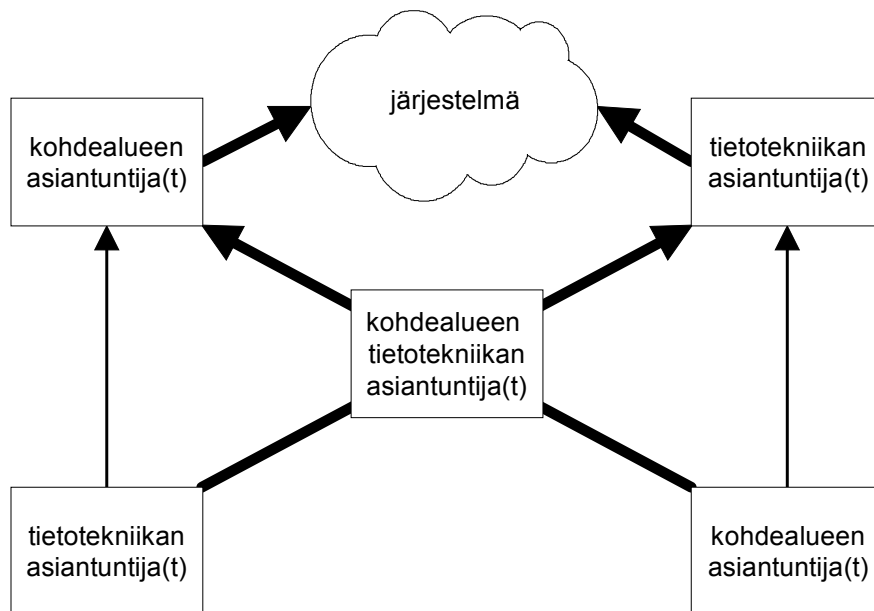 järjestelmä
kohdealueen
asiantuntija(t)
tietotekniikan
asiantuntija(t)
kohdealueen
tietotekniikan
asiantuntija(t)
tietotekniikan
asiantuntija(t)
kohdealueen
asiantuntija(t)